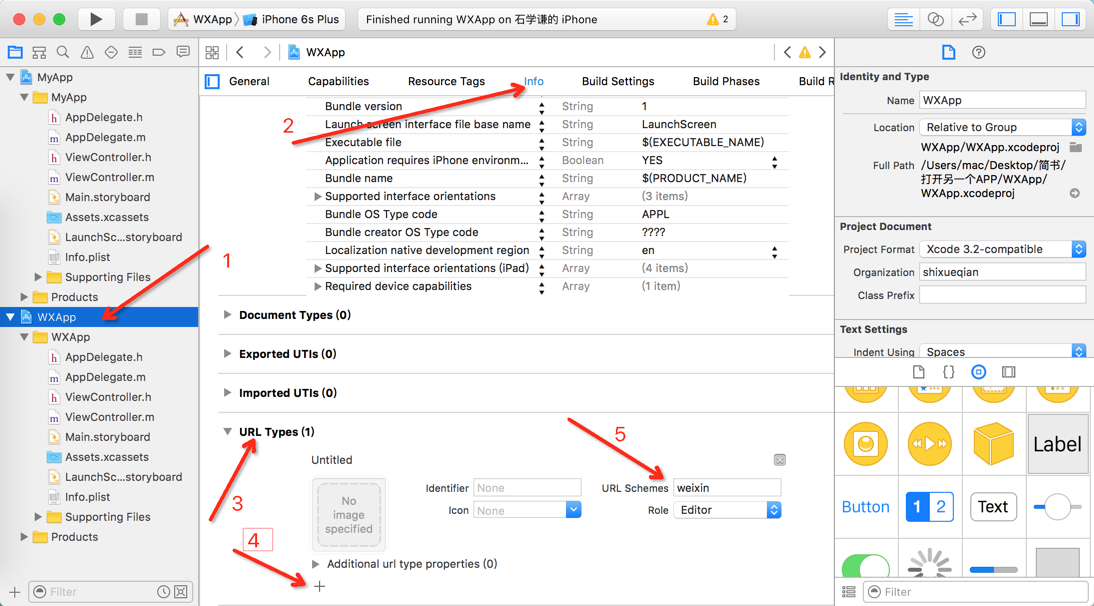 WXApp
iPhone 6s Plus
Finished running WXApp on 石学谦的 iPhone
2
MyApp
MyApp
h AppDelegate.h
m AppDelegate.m
h ViewController.h
m ViewController.m
Main.storyboard
Assets.xcassets
LaunchSc...storyboard
Info.plist
Supporting Files
Products
WXApp
WXApp
h AppDelegate.h
m AppDelegate.m
h ViewController.h
m ViewController.m
Main.storyboard
Assets.xcassets
LaunchSc...storyboard
Info.plist
Supporting Files
Products
Filter
WXApp
General Capabilities Resource Tags Info Build Settings Build Phases Build R
Bundle version String 1
Launch screen interface file base name String LaunchScreen
Executable file String $(EXECUTABLE_NAME)
Application requires iPhone environm... Boolean YES
Bundle name String $(PRODUCT_NAME)
Supported interface orientations Array (3 items)
Bundle OS Type code String APPL
Bundle creator OS Type code String ????
Localization native development region String en
Supported interface orientations (iPad) Array (4 items)
Required device capabilities Array (1 item)
Document Types (0)
Exported UTIs (0)
Imported UTIs (0)
URL Types (1)
Untitled
No
image
specified
Identifier None
Icon None
URL Schemes weixin
Role Editor
Additional url type properties (0)
1
2
3
4
5
Identity and Type
Name WXApp
Location Relative to Group
WXApp/WXApp.xcodeproj
Full Path /Users/mac/Desktop/简书/
打开另一个APP/WXApp/
WXApp.xcodeproj
Project Document
Project Format Xcode 3.2-compatible
Organization shixueqian
Class Prefix
Text Settings
Indent Using Spaces
Label
Button
1 2
Text
Filter